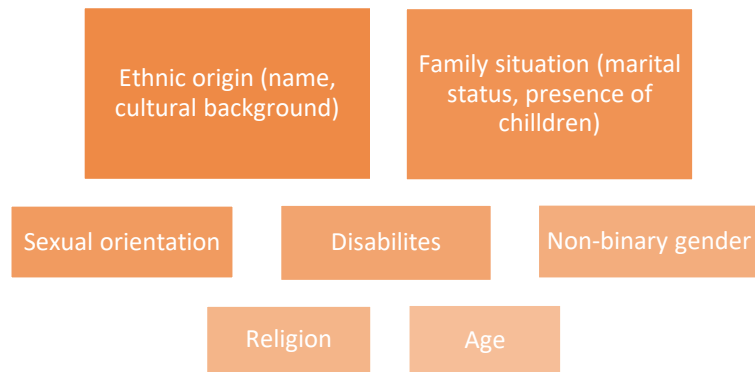 Ethnic origin (name,
cultural background)
Family situation (marital
status, presence of
chilldren)
Sexual orientation
Disabilites
Non-binary gender
Religion
Age